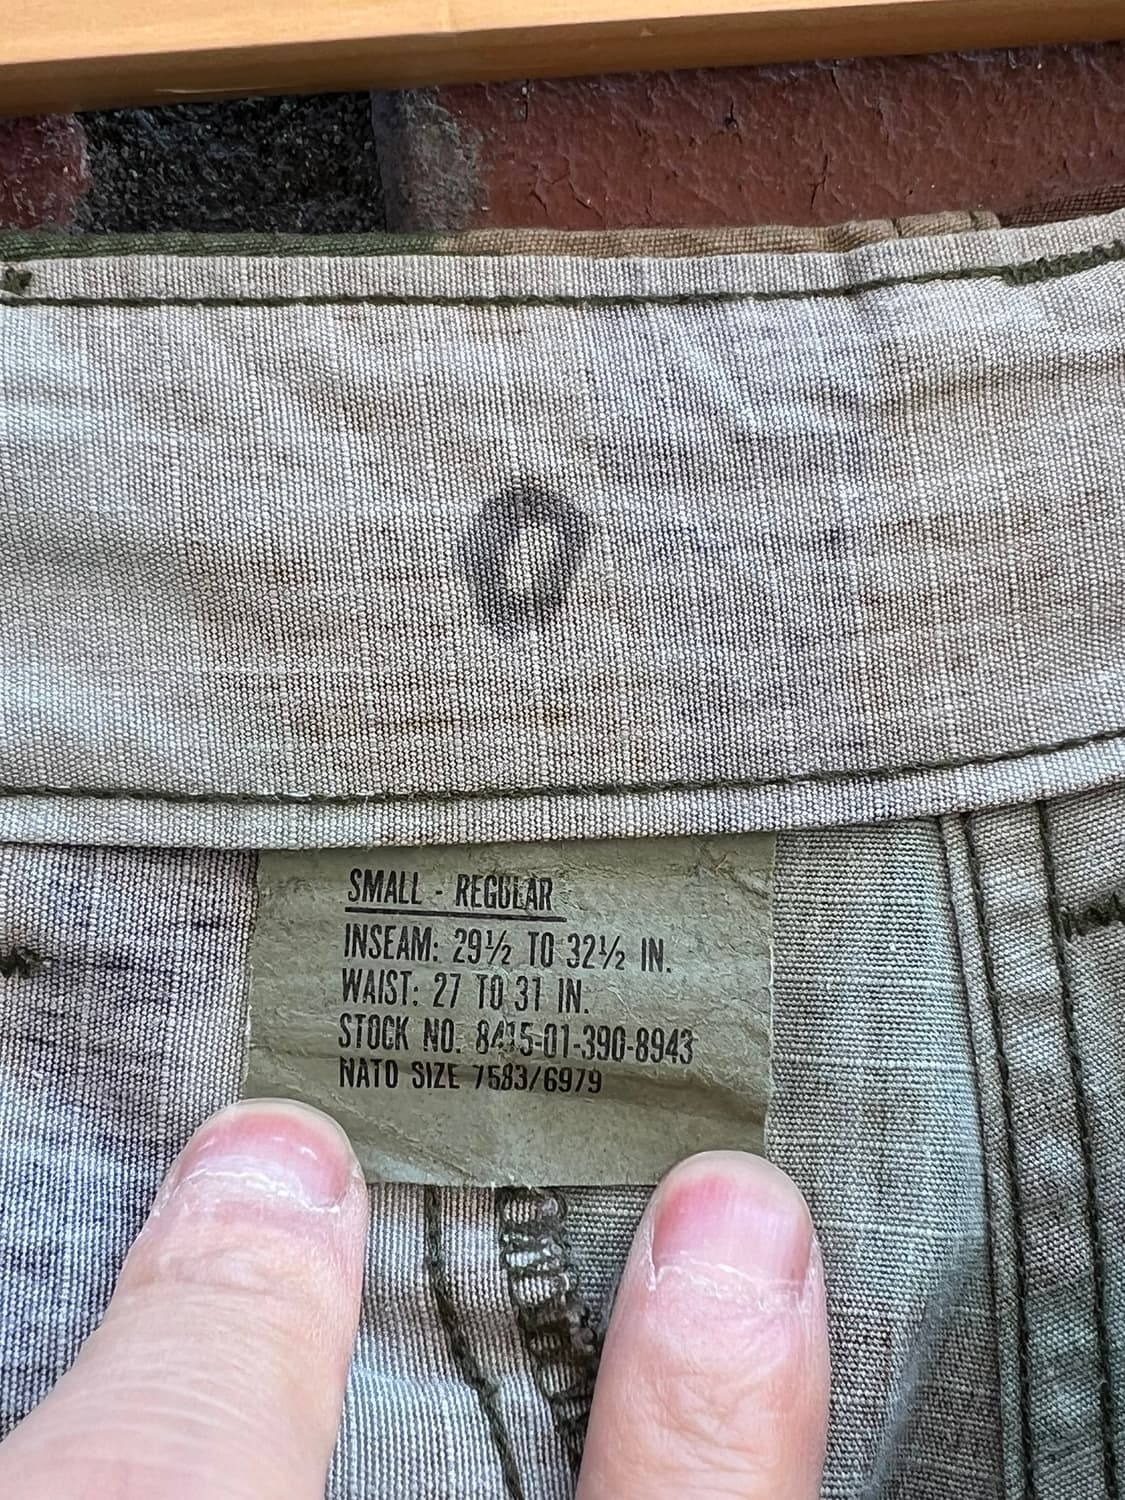 0
SMALL - REGULAR
INSEAM: 29½ TO 32½ IN.
WAIST: 27 TO 31 IN.
STOCK NO. 8415-01-390-8943
NATO SIZE 7583/6979